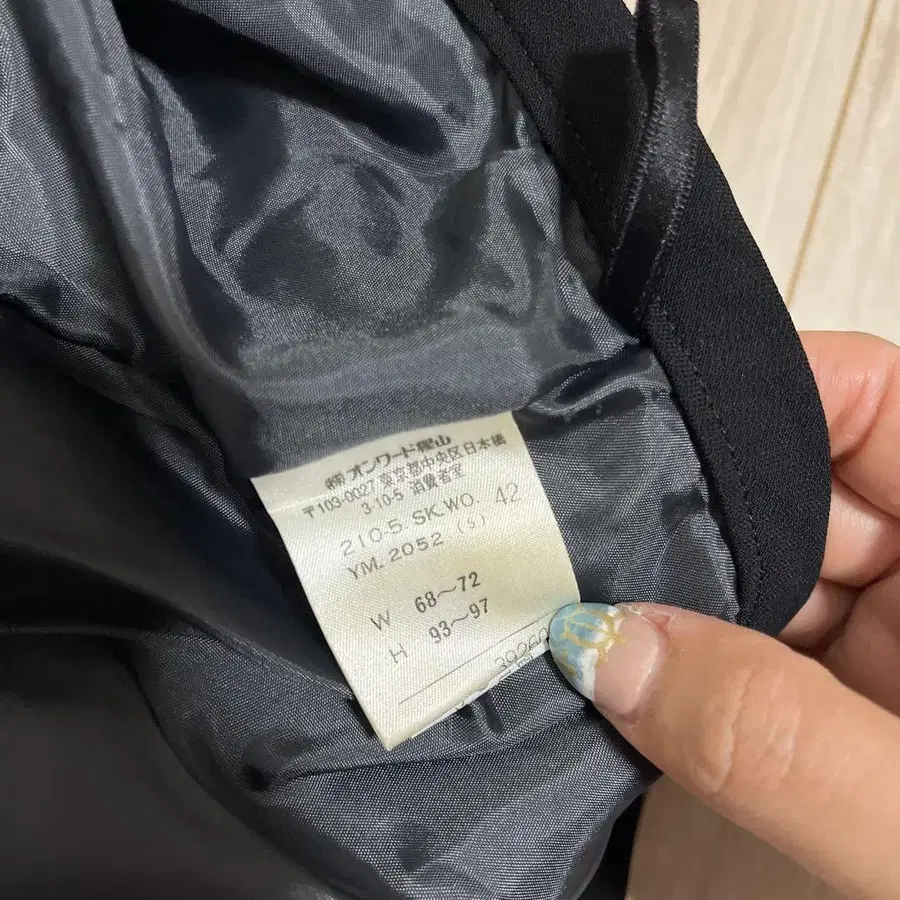 ㈱オンワード樫山
〒103-0027 東京都中央区日本橋
3-10-5 消費者室
210-5.SK.WO. 42
YM.2052 (S)
W 68〜72
H 93〜97